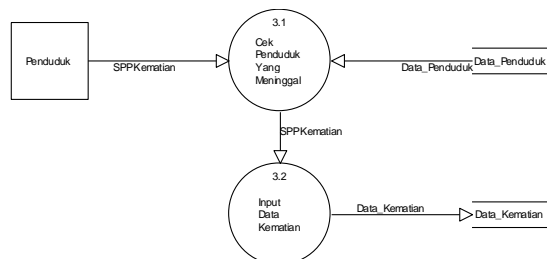 3.1
Cek
Penduduk
Yang
Meninggal
Penduduk
SPPKematian
Data_Penduduk
Data_Penduduk
SPPKematian
3.2
Input
Data
Kematian
Data_Kematian
Data_Kematian